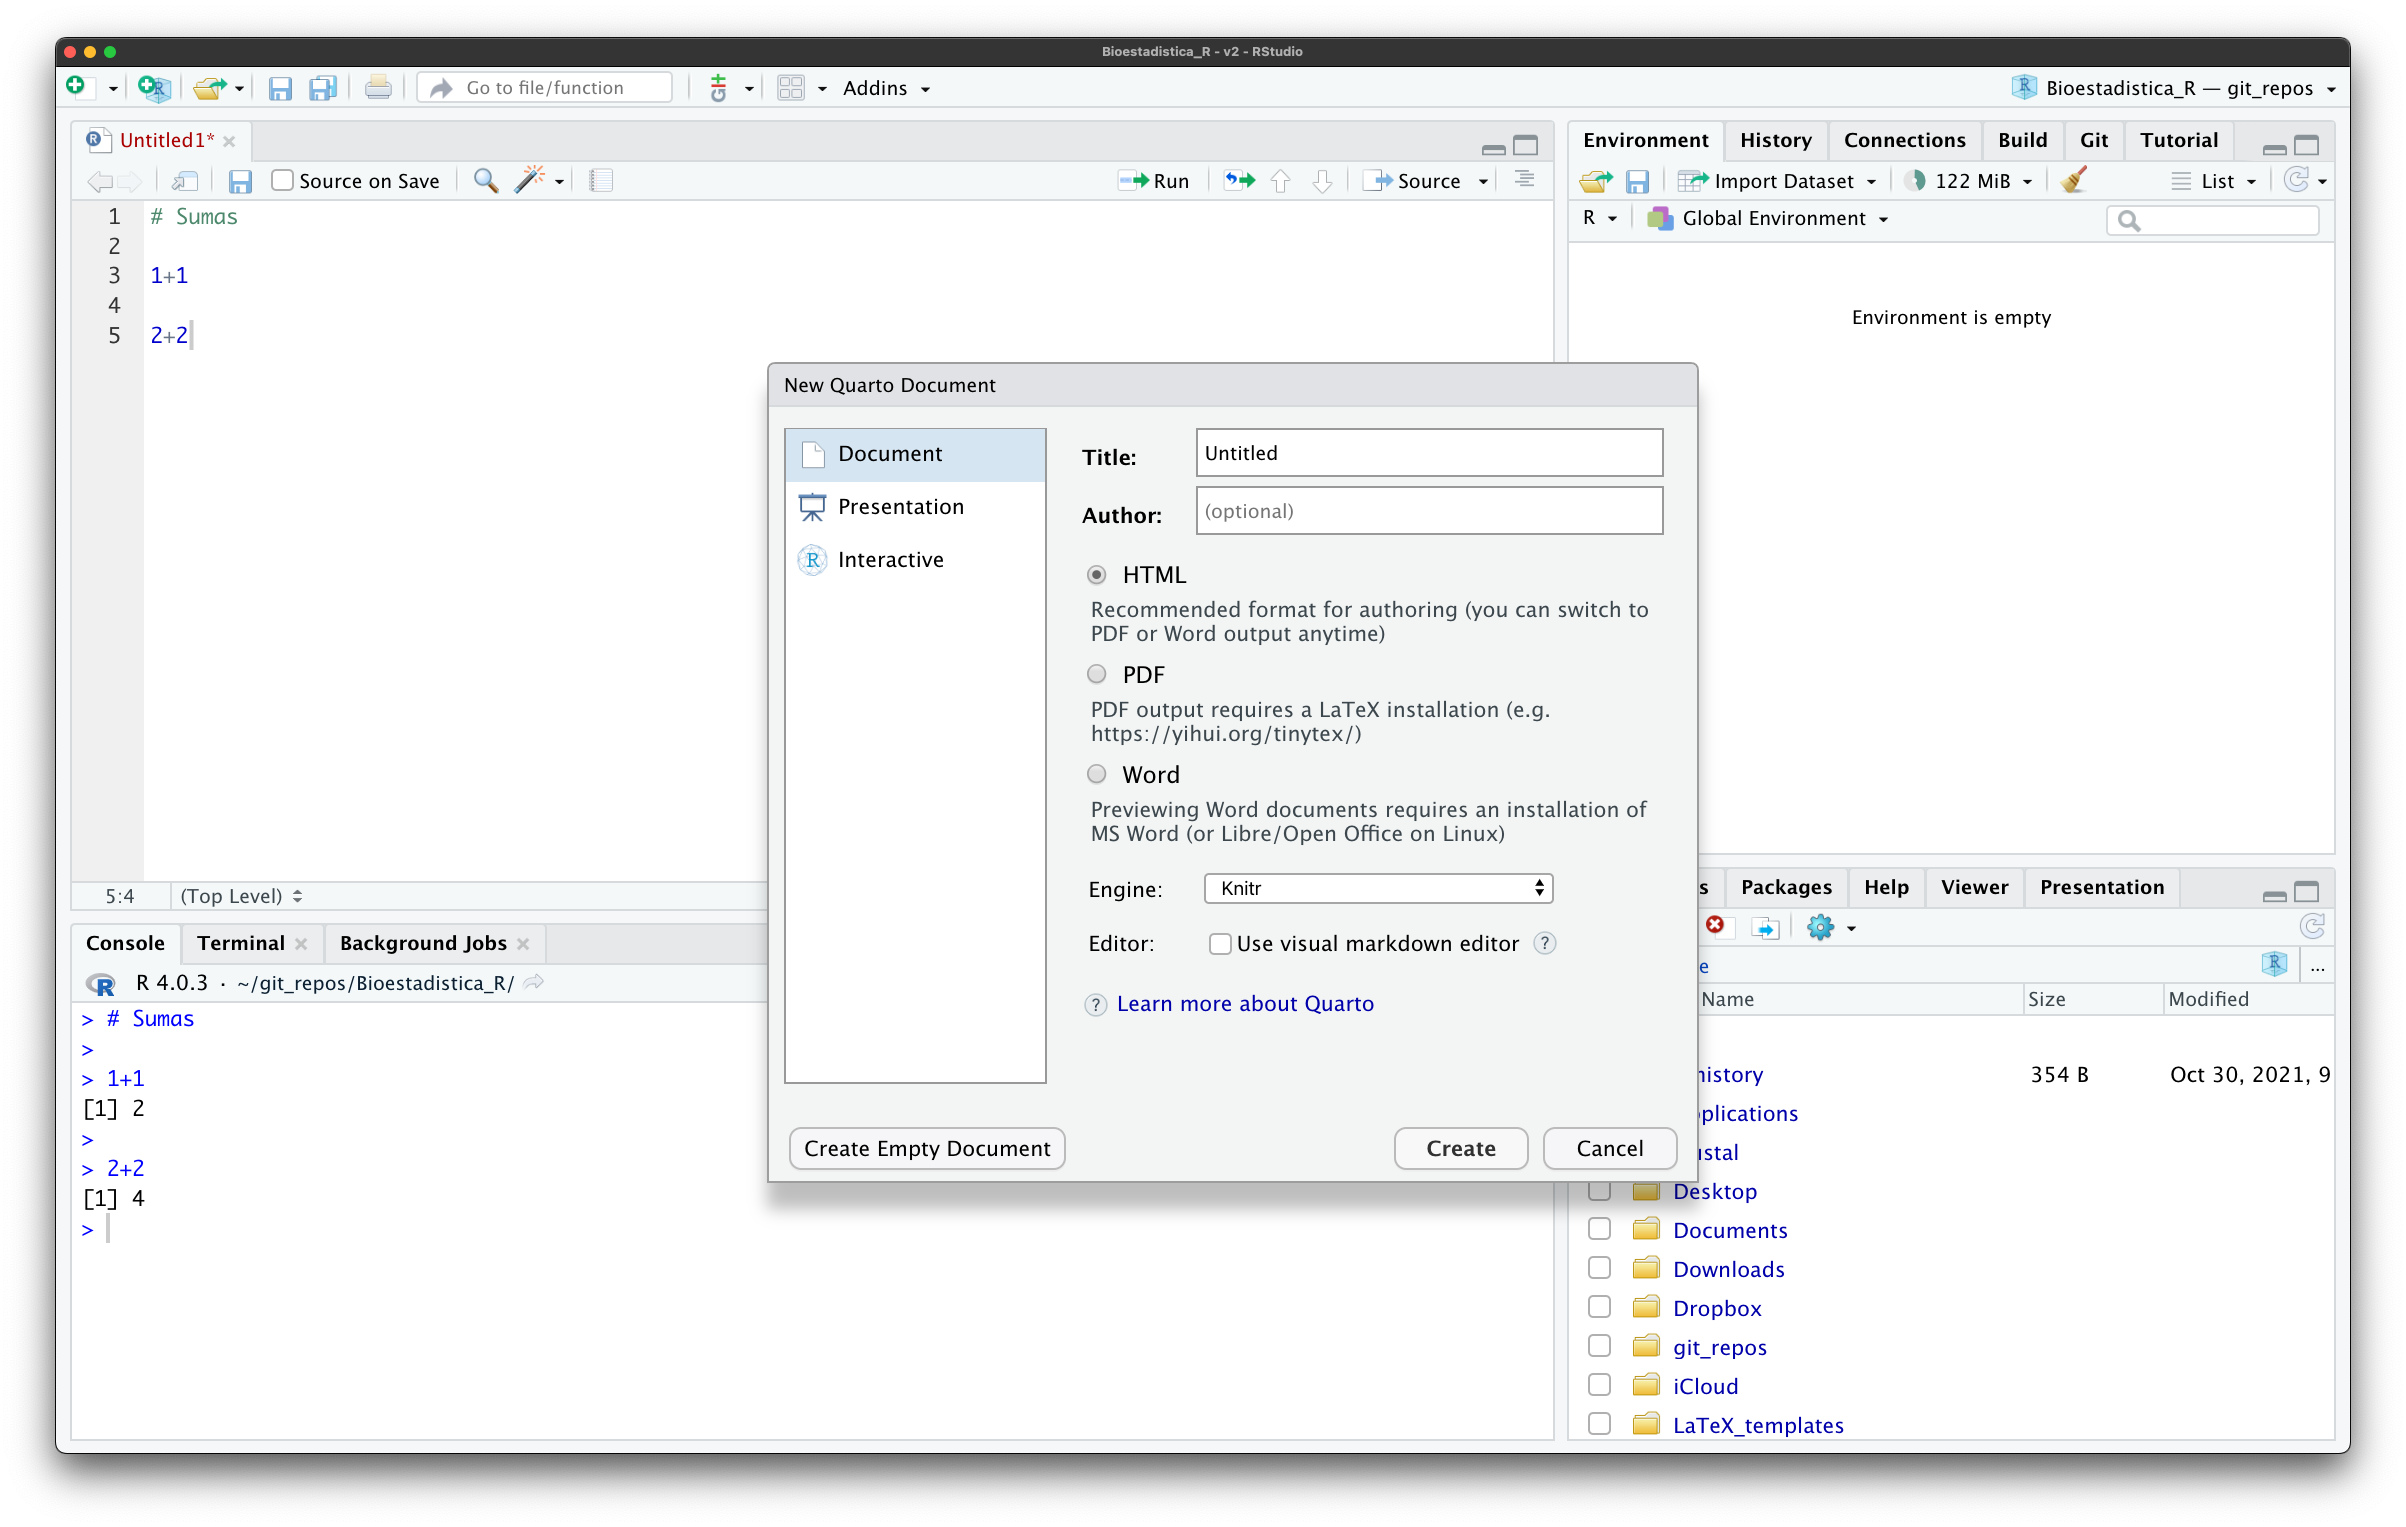 Bioestadistica_R - v2 - RStudio
Go to file/function
Git
Addins
Bioestadistica_R — git_repos
Untitled1*
Source on Save
Run
Source
1 # Sumas
2
3 1+1
4
5 2+2
5:4 (Top Level)
Console Terminal Background Jobs
R 4.0.3 · ~/git_repos/Bioestadistica_R/
> # Sumas
>
> 1+1
[1] 2
>
> 2+2
[1] 4
>
Environment History Connections Build Git Tutorial
Import Dataset 122 MiB List
R Global Environment
Environment is empty
New Quarto Document
Document
Presentation
Interactive
Title: Untitled
Author: (optional)
HTML
Recommended format for authoring (you can switch to
PDF or Word output anytime)
PDF
PDF output requires a LaTeX installation (e.g.
https://yihui.org/tinytex/)
Word
Previewing Word documents requires an installation of
MS Word (or Libre/Open Office on Linux)
Engine: Knitr
Editor: Use visual markdown editor ?
? Learn more about Quarto
Create Empty Document Create Cancel
s Packages Help Viewer Presentation
e ...
Name Size Modified
history 354 B Oct 30, 2021, 9
plications
stal
Desktop
Documents
Downloads
Dropbox
git_repos
iCloud
LaTeX_templates